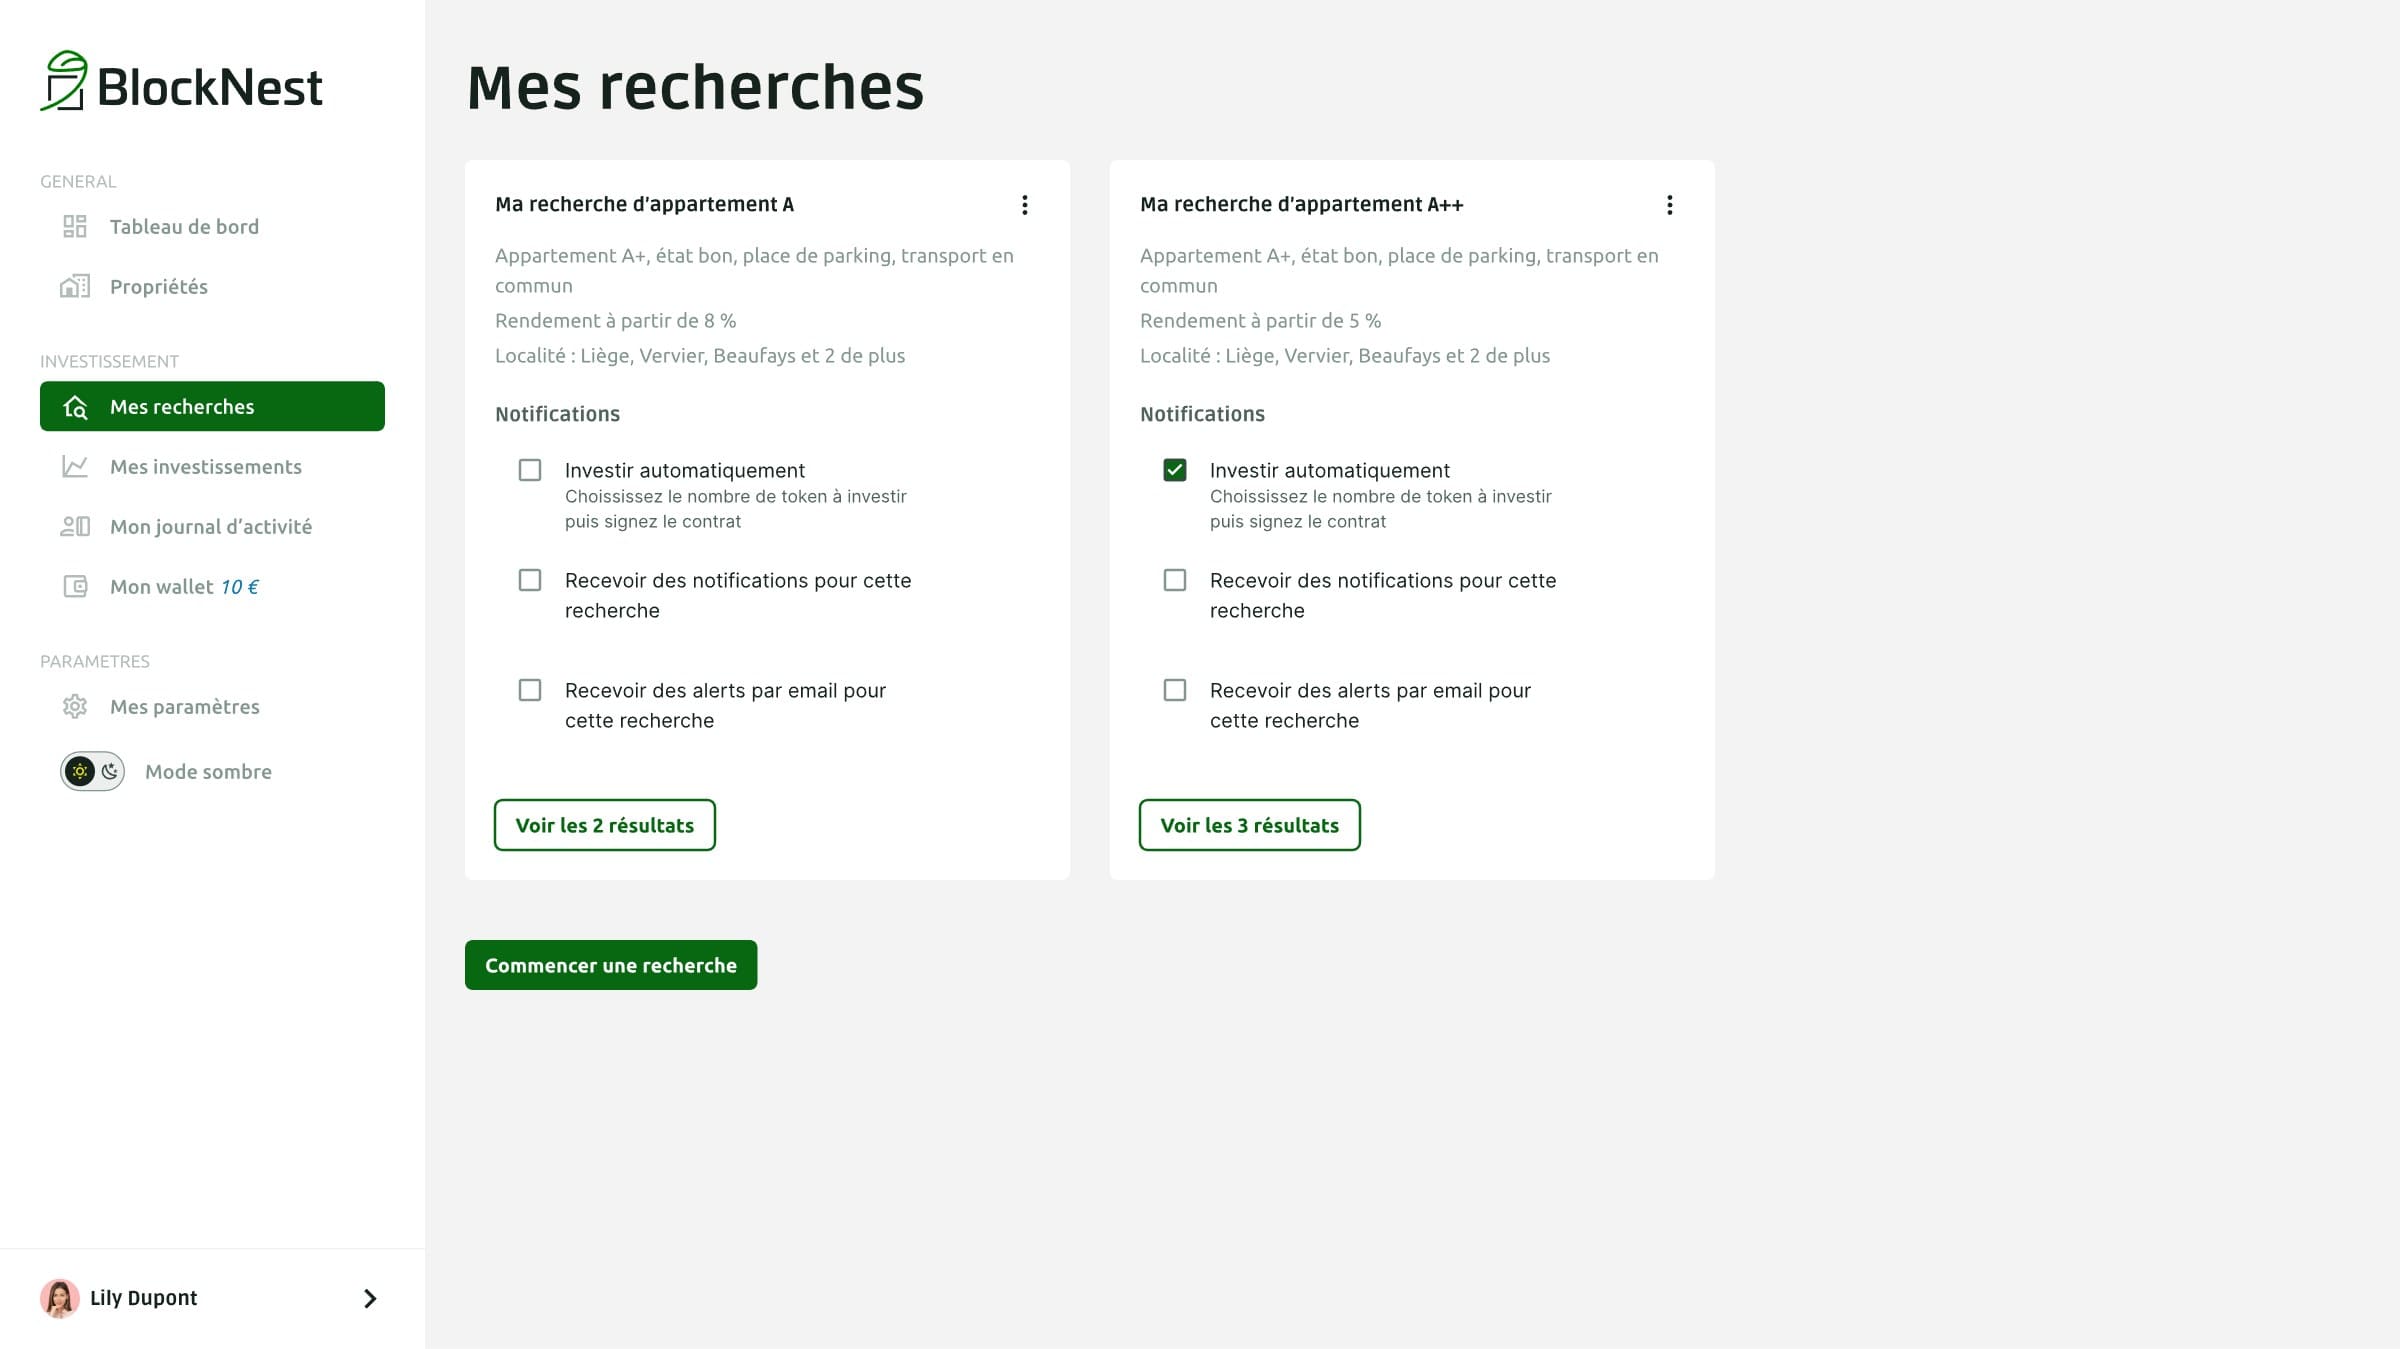 BlockNest
GENERAL
Tableau de bord
Propriétés
INVESTISSEMENT
Mes recherches
Mes investissements
Mon journal d’activité
Mon wallet 10 €
PARAMETRES
Mes paramètres
Mode sombre
Lily Dupont
Mes recherches
Ma recherche d’appartement A
Appartement A+, état bon, place de parking, transport en
commun
Rendement à partir de 8 %
Localité : Liège, Vervier, Beaufays et 2 de plus
Notifications
Investir automatiquement
Choississez le nombre de token à investir
puis signez le contrat
Recevoir des notifications pour cette
recherche
Recevoir des alerts par email pour
cette recherche
Voir les 2 résultats
Ma recherche d’appartement A++
Appartement A+, état bon, place de parking, transport en
commun
Rendement à partir de 5 %
Localité : Liège, Vervier, Beaufays et 2 de plus
Notifications
Investir automatiquement
Choississez le nombre de token à investir
puis signez le contrat
Recevoir des notifications pour cette
recherche
Recevoir des alerts par email pour
cette recherche
Voir les 3 résultats
Commencer une recherche